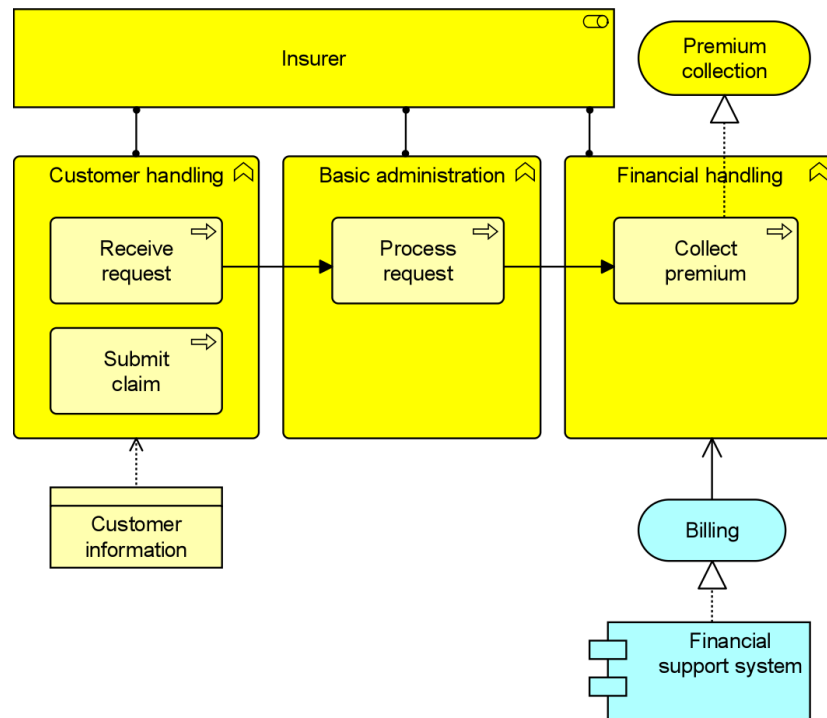 Insurer
Premium
collection
Customer handling
Basic administration
Financial handling
Receive
request
Process
request
Collect
premium
Submit
claim
Customer
information
Billing
Financial
support system